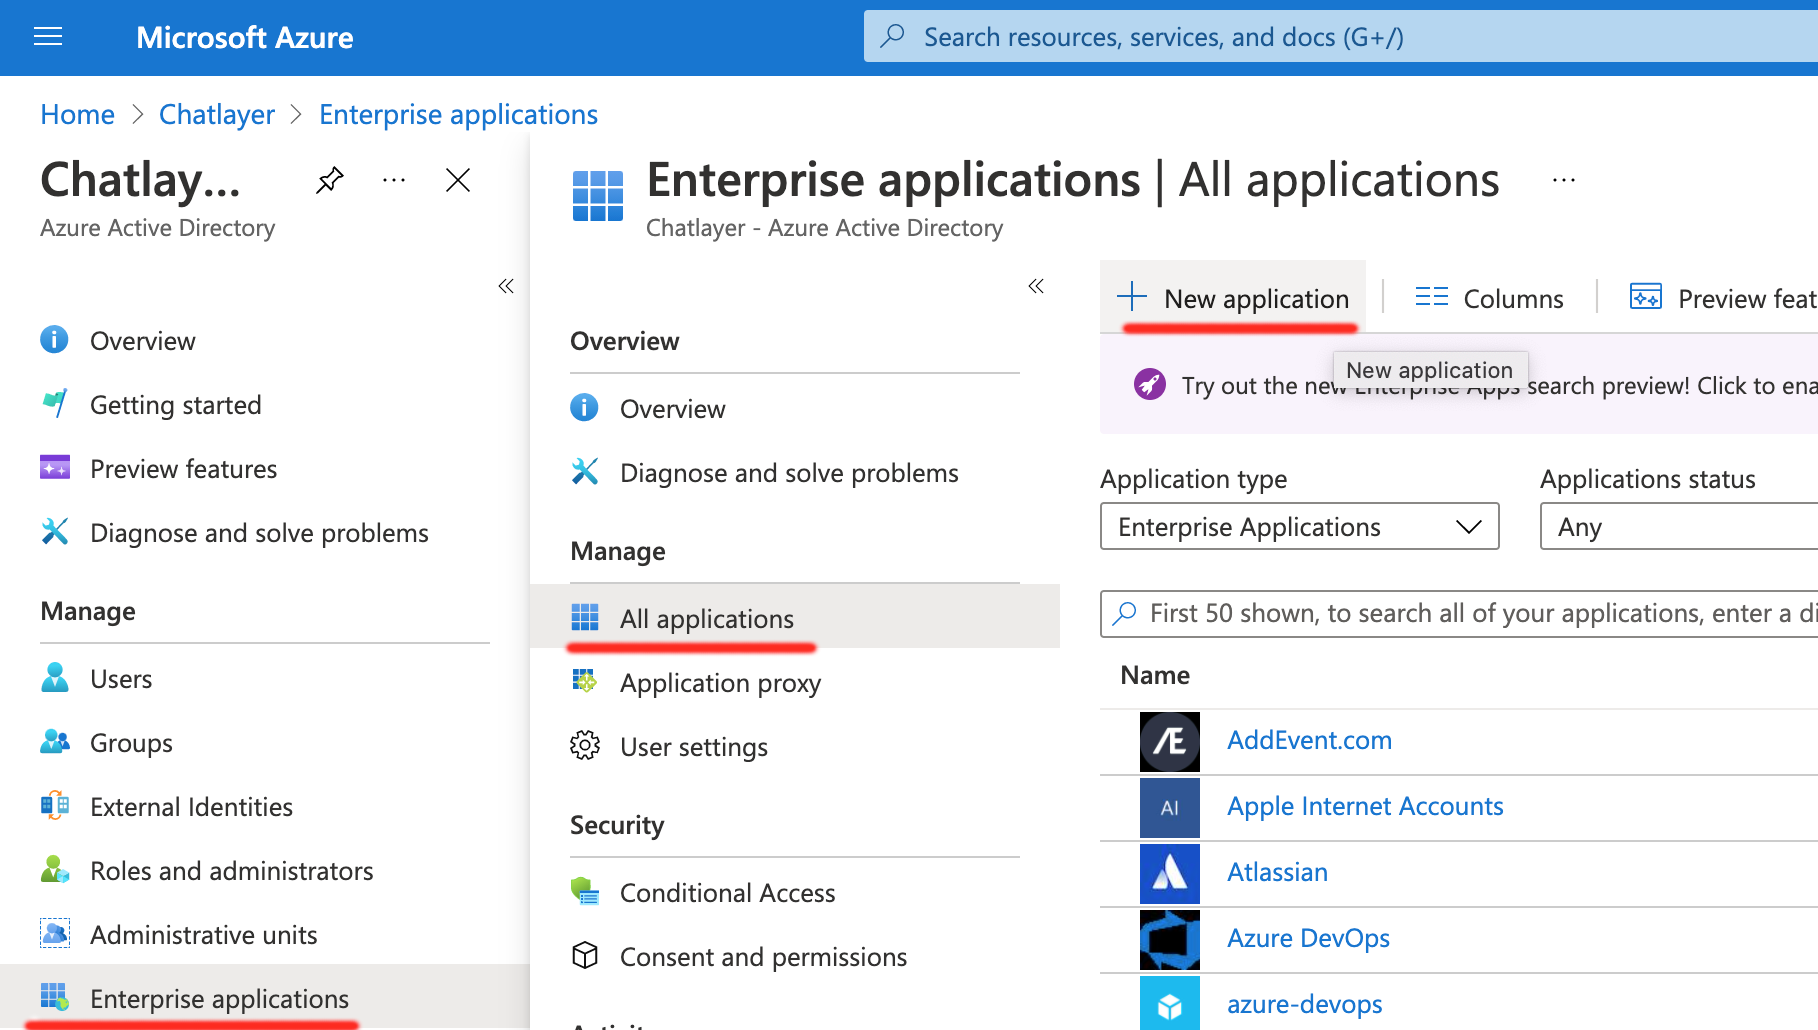 Microsoft Azure
Search resources, services, and docs (G+/)
Home > Chatlayer > Enterprise applications
Chatlay...
Azure Active Directory
Overview
Getting started
Preview features
Diagnose and solve problems
Manage
Users
Groups
External Identities
Roles and administrators
Administrative units
Enterprise applications
Enterprise applications | All applications
Chatlayer - Azure Active Directory
Overview
Overview
Diagnose and solve problems
Manage
All applications
Application proxy
User settings
Security
Conditional Access
Consent and permissions
New application
Columns
Preview feat
New application
Try out the new Enterprise Apps search preview! Click to ena
Application type
Enterprise Applications
Applications status
Any
First 50 shown, to search all of your applications, enter a di
Name
AddEvent.com
AI
Apple Internet Accounts
Atlassian
Azure DevOps
azure-devops